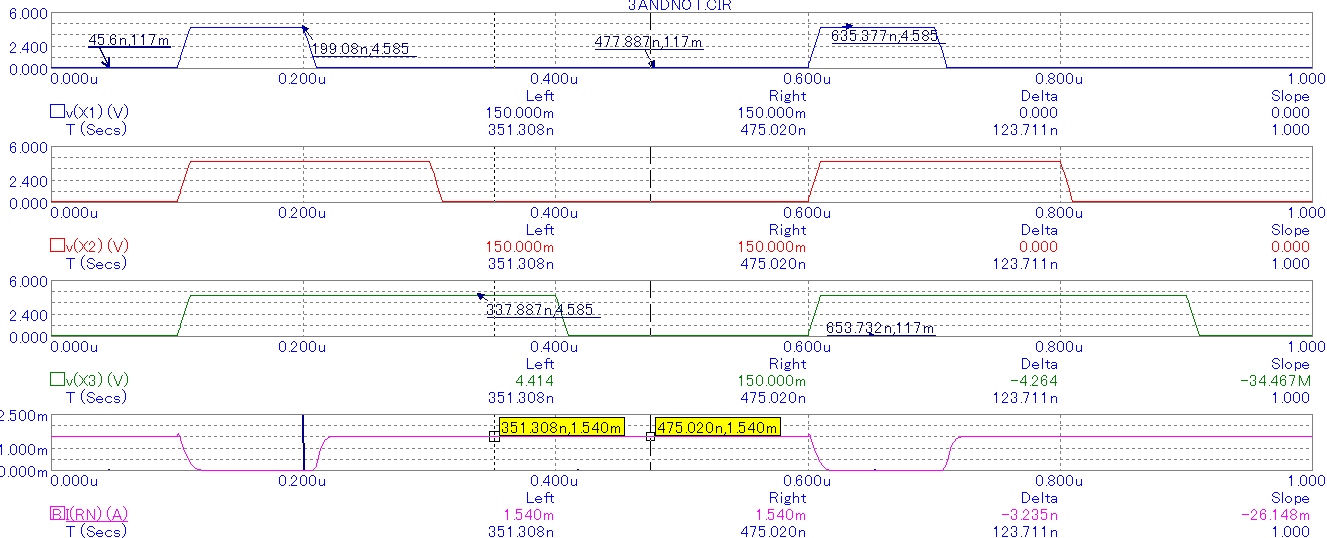 3ANDNOT.CIR
6.000
45.6n,117m
199.08n,4.585
477.887n,117m
635.377n,4.585
2.400
0.000
0.000u 0.200u 0.400u 0.600u 0.800u 1.000
Left Right Delta Slope
v(X1) (V) 150.000m 150.000m 0.000 0.000
T (Secs) 351.308n 475.020n 123.711n 1.000
6.000
2.400
0.000
0.000u 0.200u 0.400u 0.600u 0.800u 1.000
Left Right Delta Slope
v(X2) (V) 150.000m 150.000m 0.000 0.000
T (Secs) 351.308n 475.020n 123.711n 1.000
6.000
337.887n,4.585
2.400
653.732n,117m
0.000
0.000u 0.200u 0.400u 0.600u 0.800u 1.000
Left Right Delta Slope
v(X3) (V) 4.414 150.000m -4.264 -34.467M
T (Secs) 351.308n 475.020n 123.711n 1.000
2.500m
351.308n,1.540m 475.020n,1.540m
1.000m
0.000m
0.000u 0.200u 0.400u 0.600u 0.800u 1.000
Left Right Delta Slope
I(RN) (A) 1.540m 1.540m -3.235n -26.148m
T (Secs) 351.308n 475.020n 123.711n 1.000